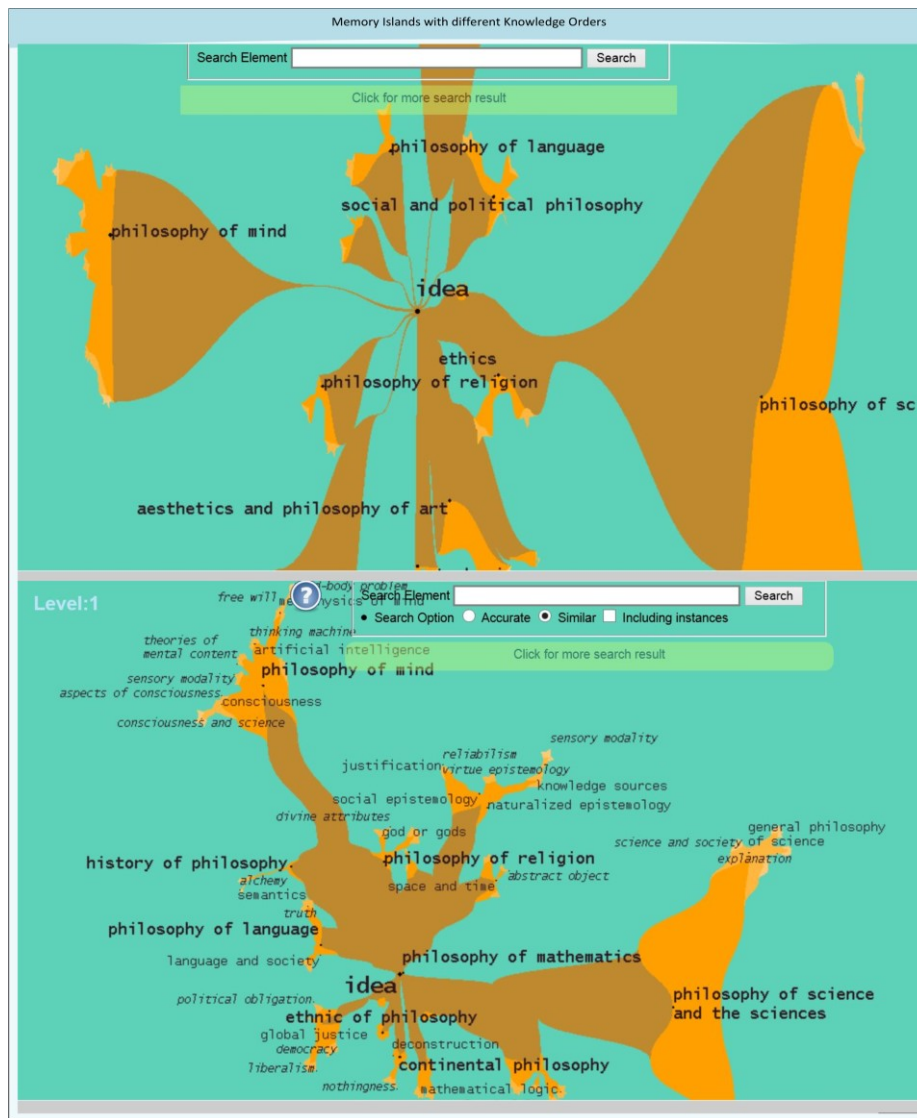 Memory Islands with different Knowledge Orders
Search Element
Search
Click for more search result
philosophy of language
social and political philosophy
philosophy of mind
idea
ethics
philosophy of religion
philosophy of sc
aesthetics and philosophy of art
Level:1
?
d-body problem
free will
me physics of mind
Search Element
Search
Search Option Accurate Similar Including instances
thinking machine
theories of
mental content
artificial intelligence
Click for more search result
philosophy of mind
sensory modality
aspects of consciousness
consciousness
consciousness and science
sensory modality
reliabilism
justification
virtue epistemology
knowledge sources
social epistemology
naturalized epistemology
divine attributes
god or gods
general philosophy
science and society of science
explanation
history of philosophy
philosophy of religion
abstract object
alchemy
space and time
semantics
truth
philosophy of language
philosophy of mathematics
language and society
idea
political obligation
philosophy of science
and the sciences
ethnic of philosophy
global justice
deconstruction
democracy
liberalism
continental philosophy
nothingness
mathematical logic